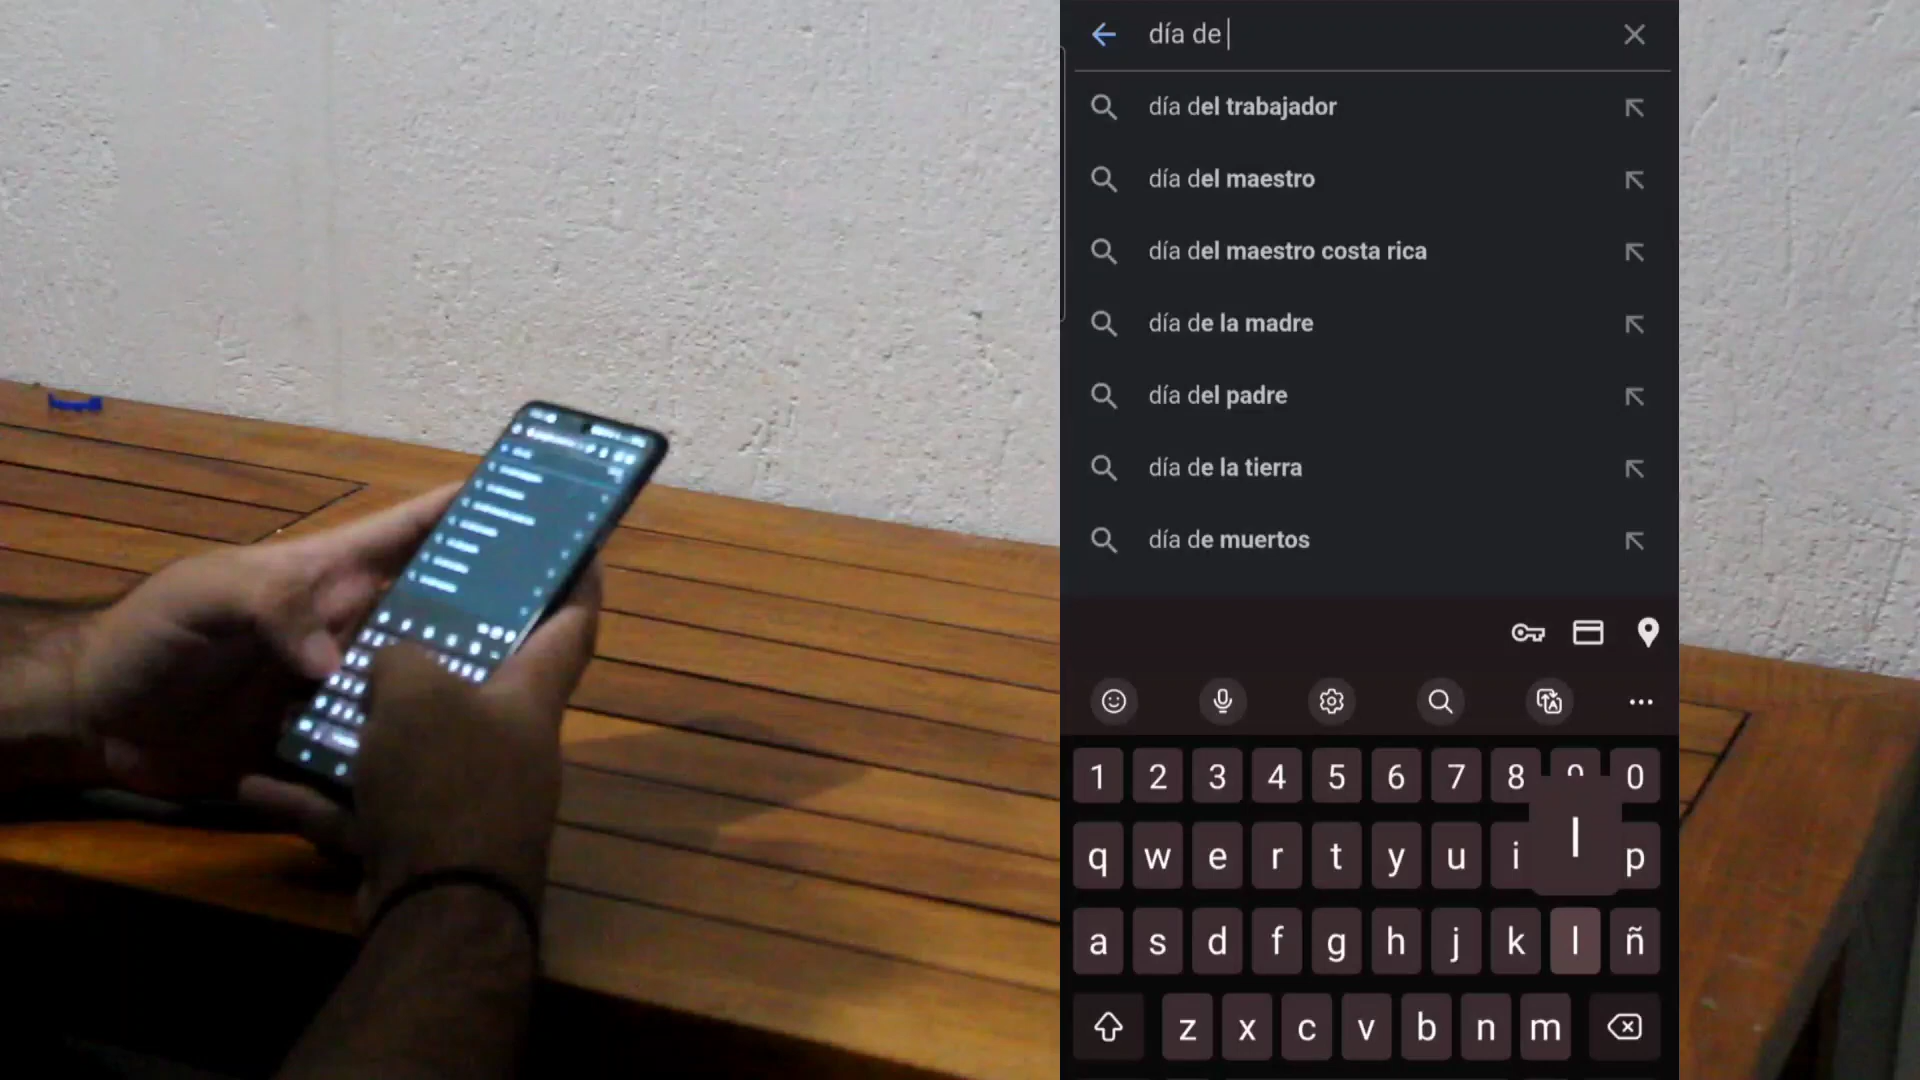 día de
día del trabajador
día del maestro
día del maestro costa rica
día de la madre
día del padre
día de la tierra
día de muertos
1 2 3 4 5 6 7 8 9 0
q w e r t y u i l p
a s d f g h j k l ñ
z x c v b n m